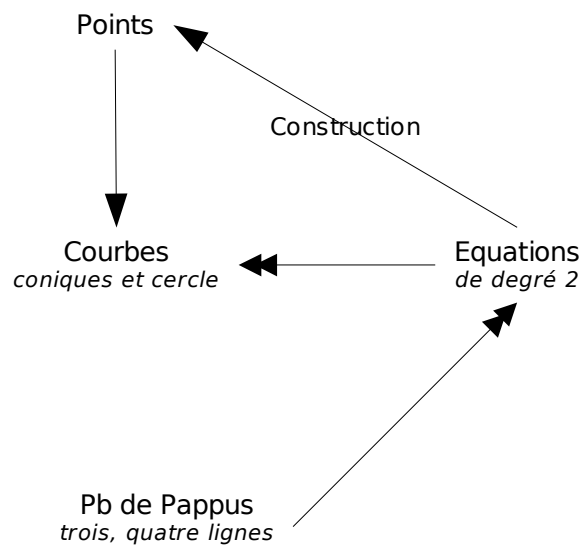 Points
Construction
Courbes
coniques et cercle
Equations
de degré 2
Pb de Pappus
trois, quatre lignes